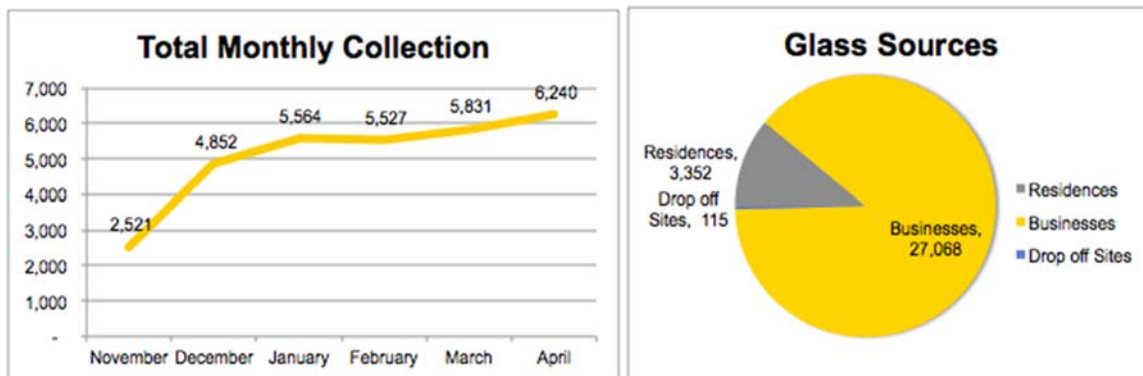 Total Monthly Collection
7,000
6,000
5,000
4,000
3,000
2,000
1,000
-
2,521
4,852
5,564
5,527
5,831
6,240
November December January February March April
Glass Sources
Residences,
3,352
Drop off
Sites, 115
Businesses,
27,068
Residences
Businesses
Drop off Sites